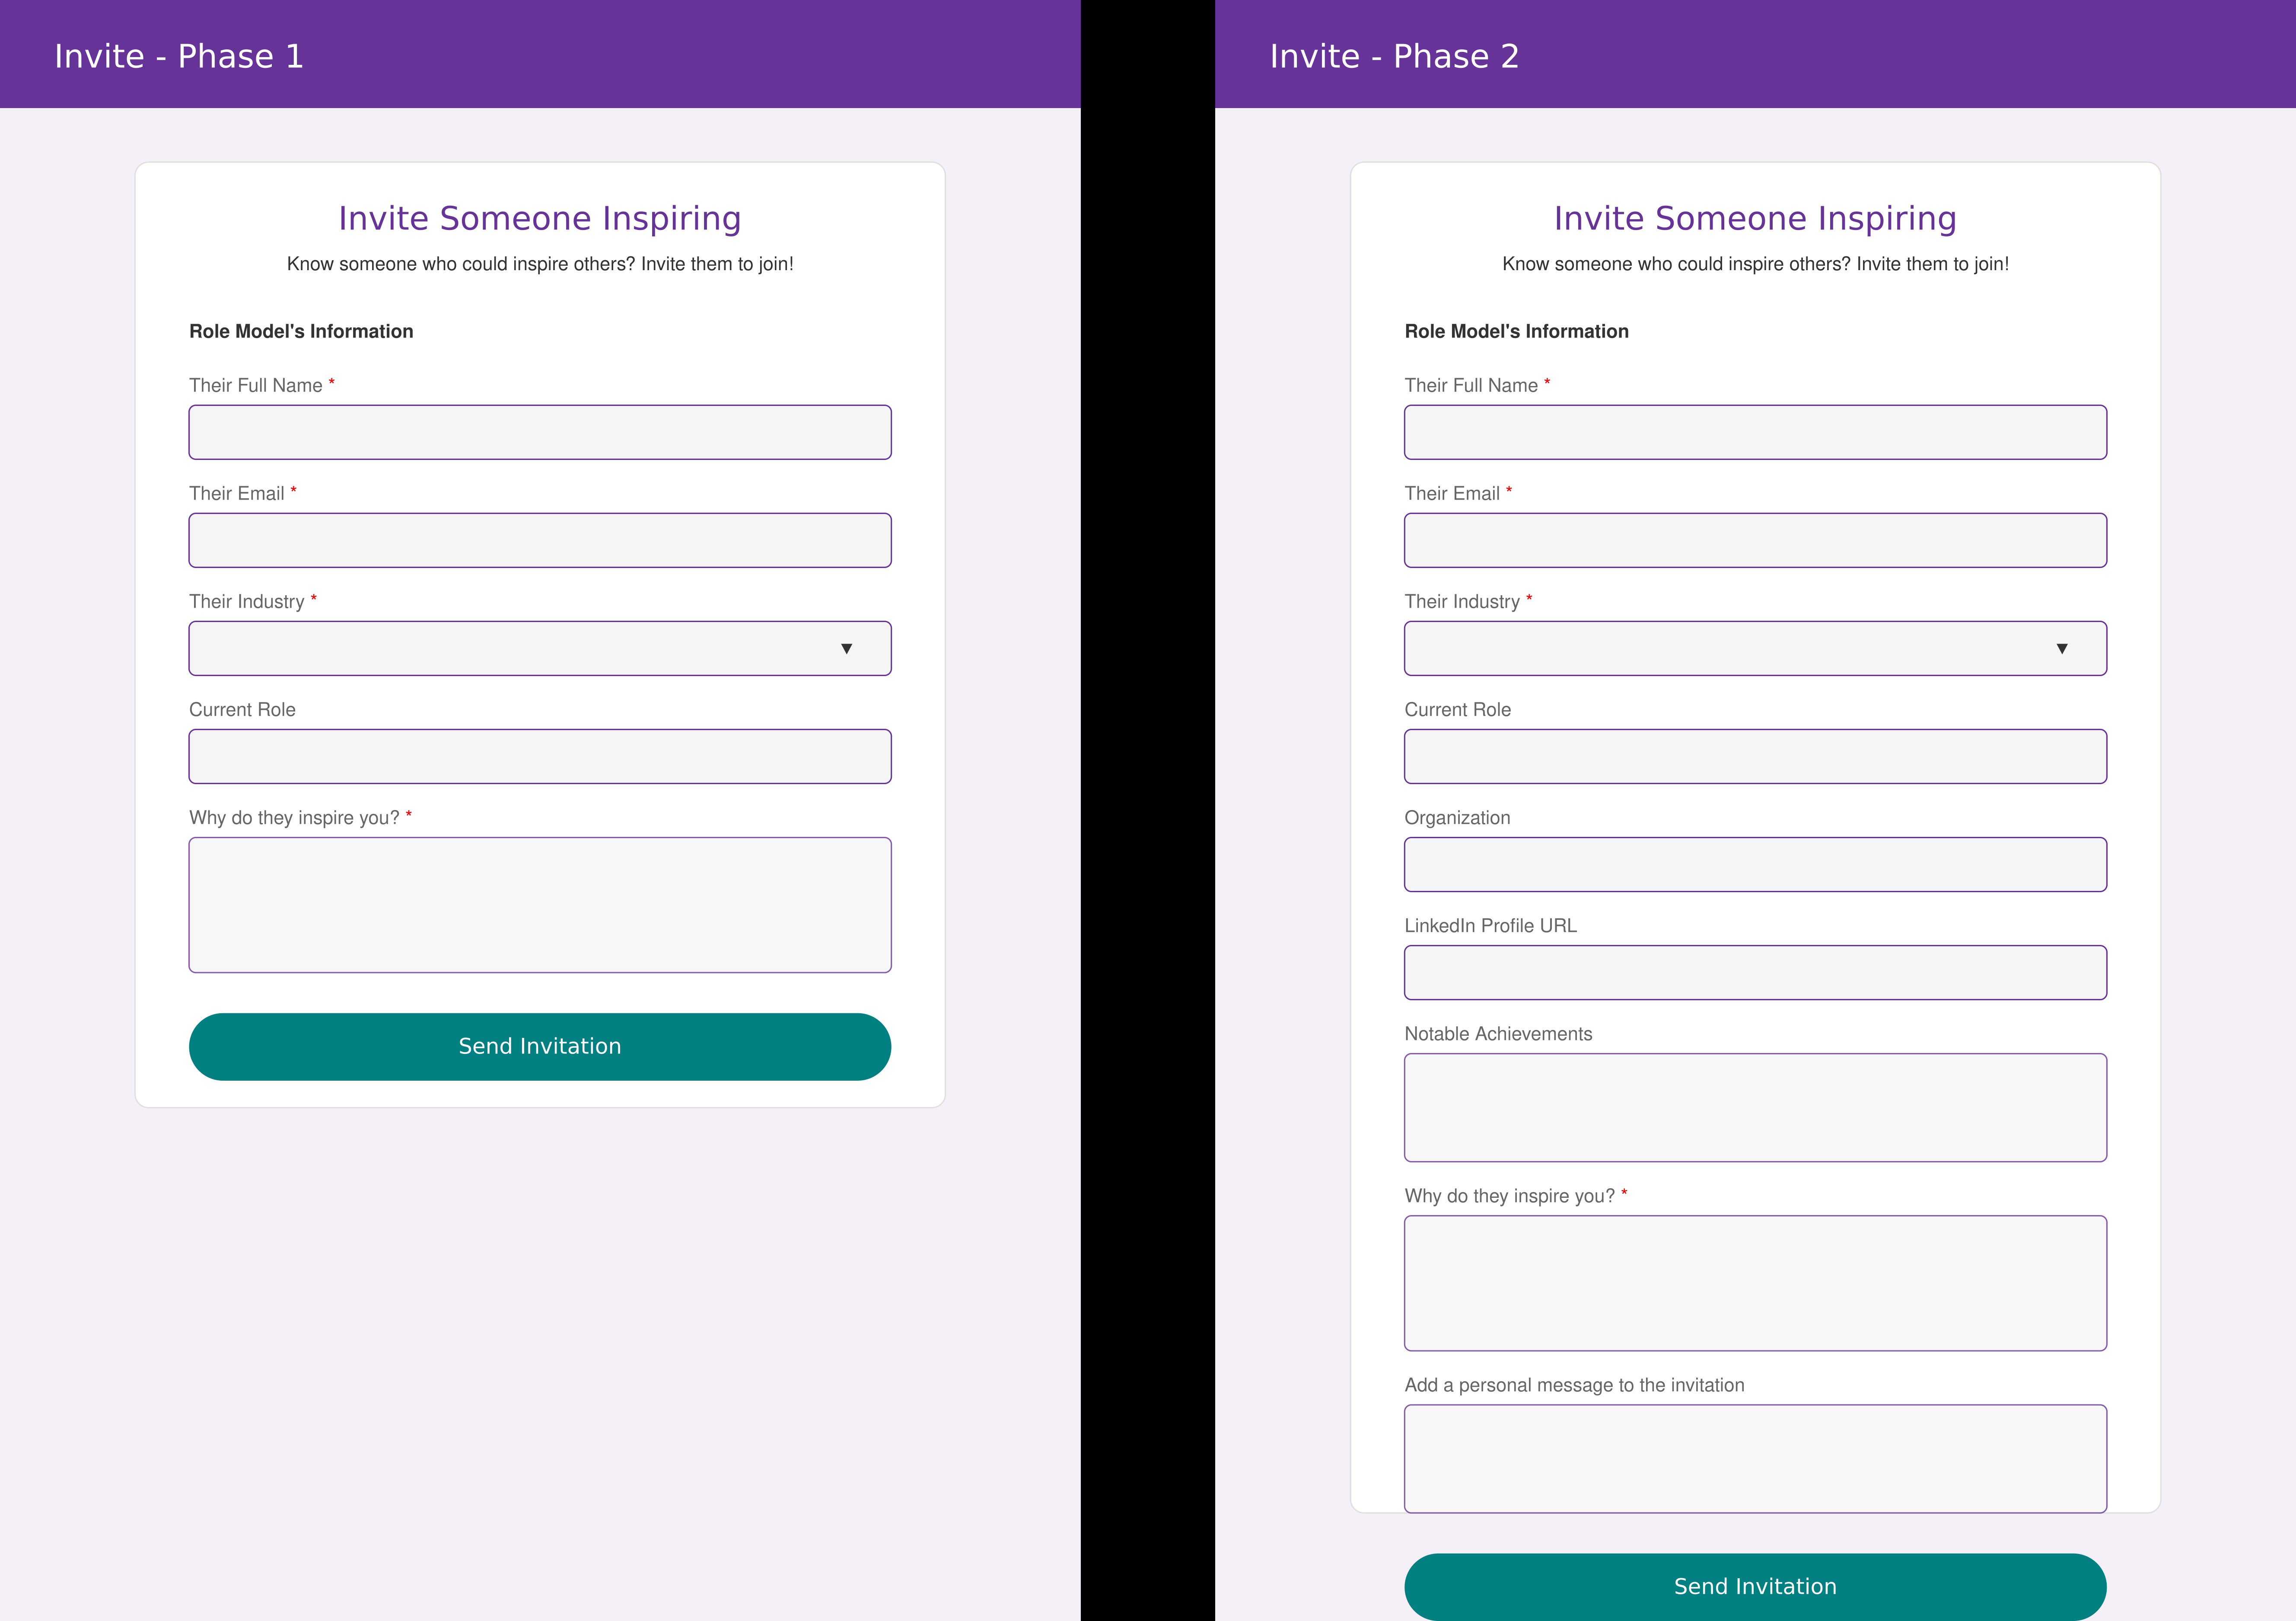 Invite - Phase 1
Invite Someone Inspiring
Know someone who could inspire others? Invite them to join!
Role Model's Information
Their Full Name *
Their Email *
Their Industry *
▼
Current Role
Why do they inspire you? *
Send Invitation
Invite - Phase 2
Invite Someone Inspiring
Know someone who could inspire others? Invite them to join!
Role Model's Information
Their Full Name *
Their Email *
Their Industry *
▼
Current Role
Organization
LinkedIn Profile URL
Notable Achievements
Why do they inspire you? *
Add a personal message to the invitation
Send Invitation